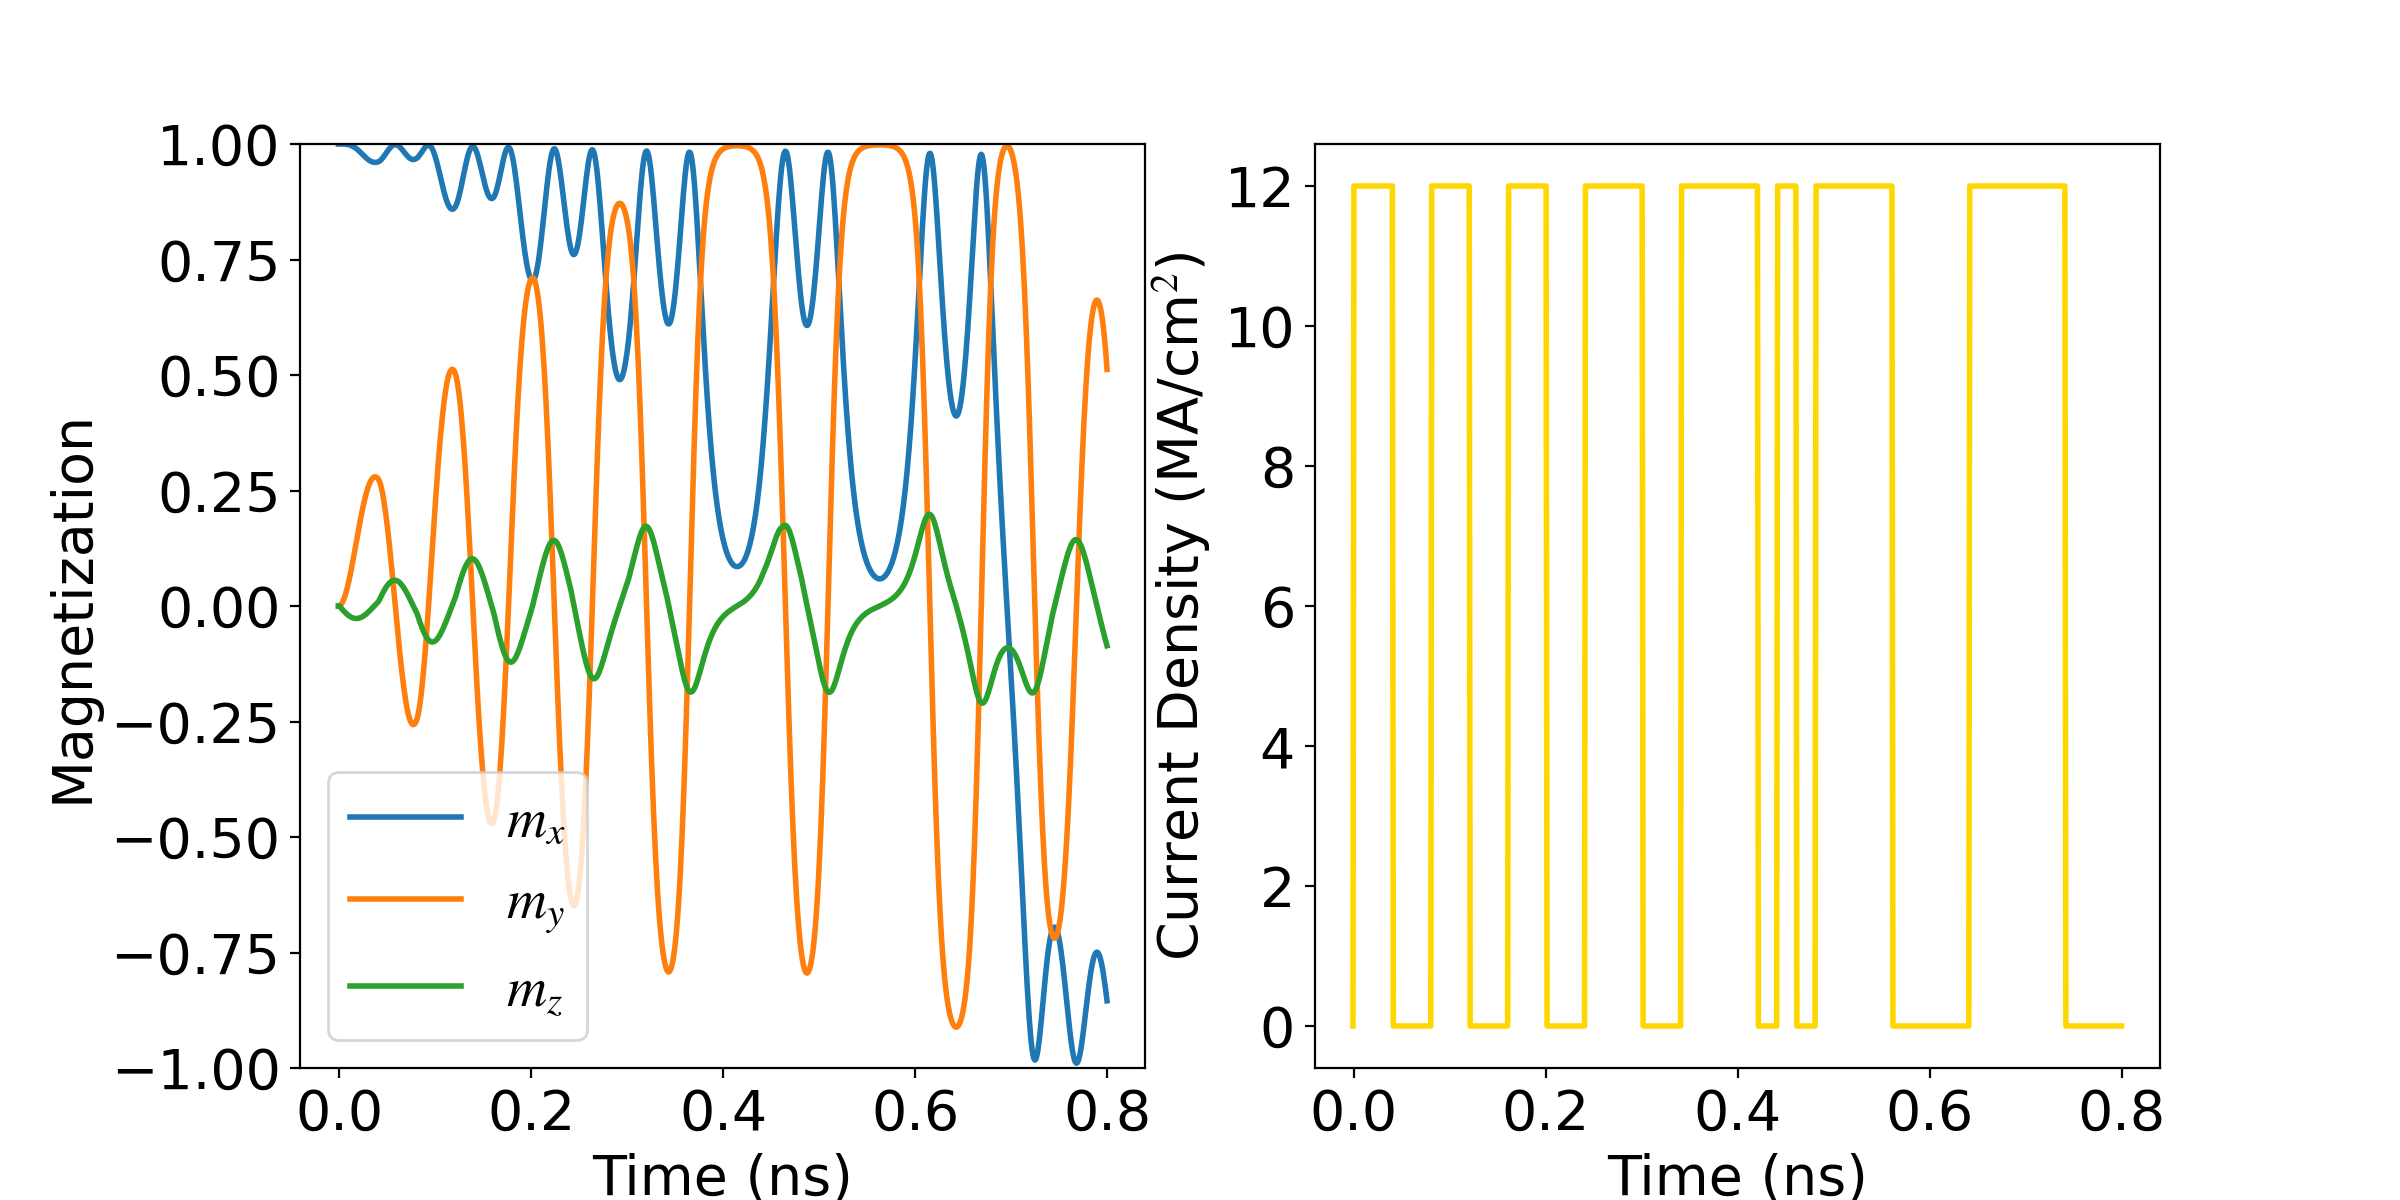 1.00
0.75
0.50
0.25
0.00
−0.25
−0.50
−0.75
−1.00
Magnetization
0.0 0.2 0.4 0.6 0.8
Time (ns)
m_x
m_y
m_z
12
10
8
6
4
2
0
Current Density (MA/cm²)
0.0 0.2 0.4 0.6 0.8
Time (ns)